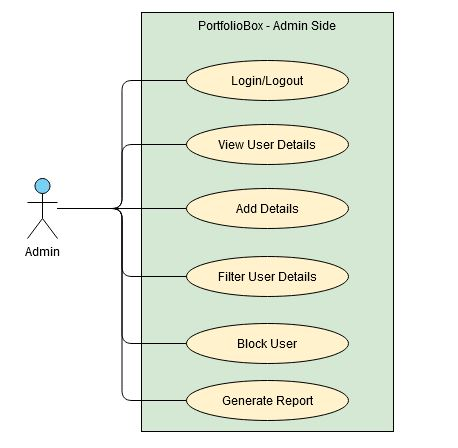 PortfolioBox - Admin Side
Login/Logout
View User Details
Add Details
Admin
Filter User Details
Block User
Generate Report